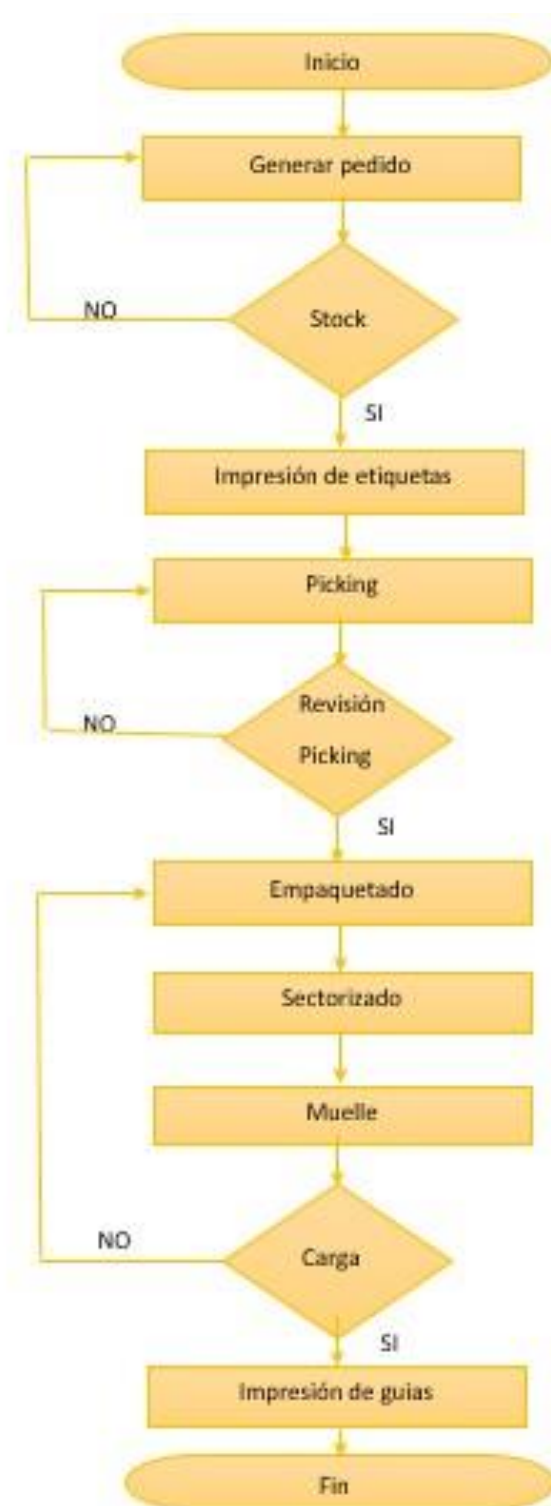 Inicio
Generar pedido
NO
Stock
SI
Impresión de etiquetas
Picking
Revisión
NO
Picking
SI
Empaquetado
Sectorizado
Muelle
NO
Carga
SI
Impresión de guias
Fin